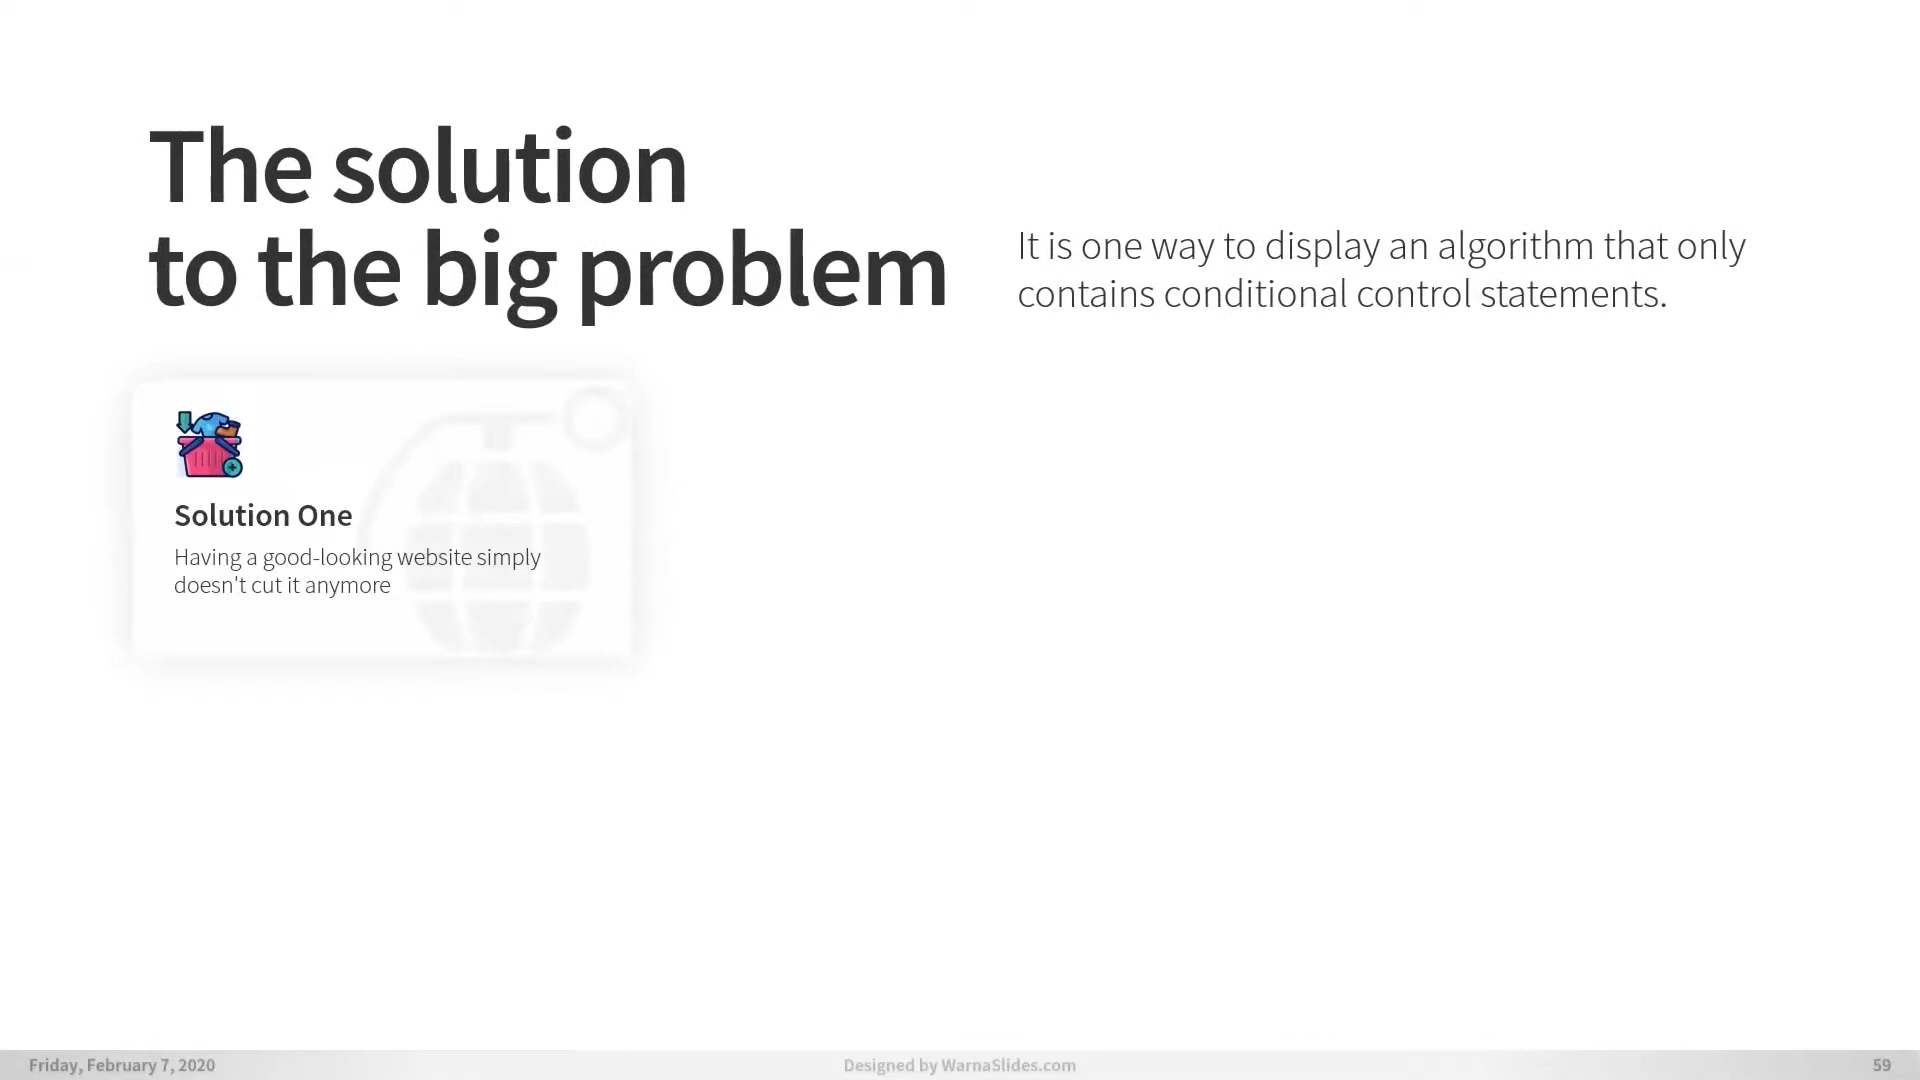 The solution
to the big problem
It is one way to display an algorithm that only
contains conditional control statements.
Solution One
Having a good-looking website simply
doesn't cut it anymore
Friday, February 7, 2020
Designed by WarnaSlides.com
59